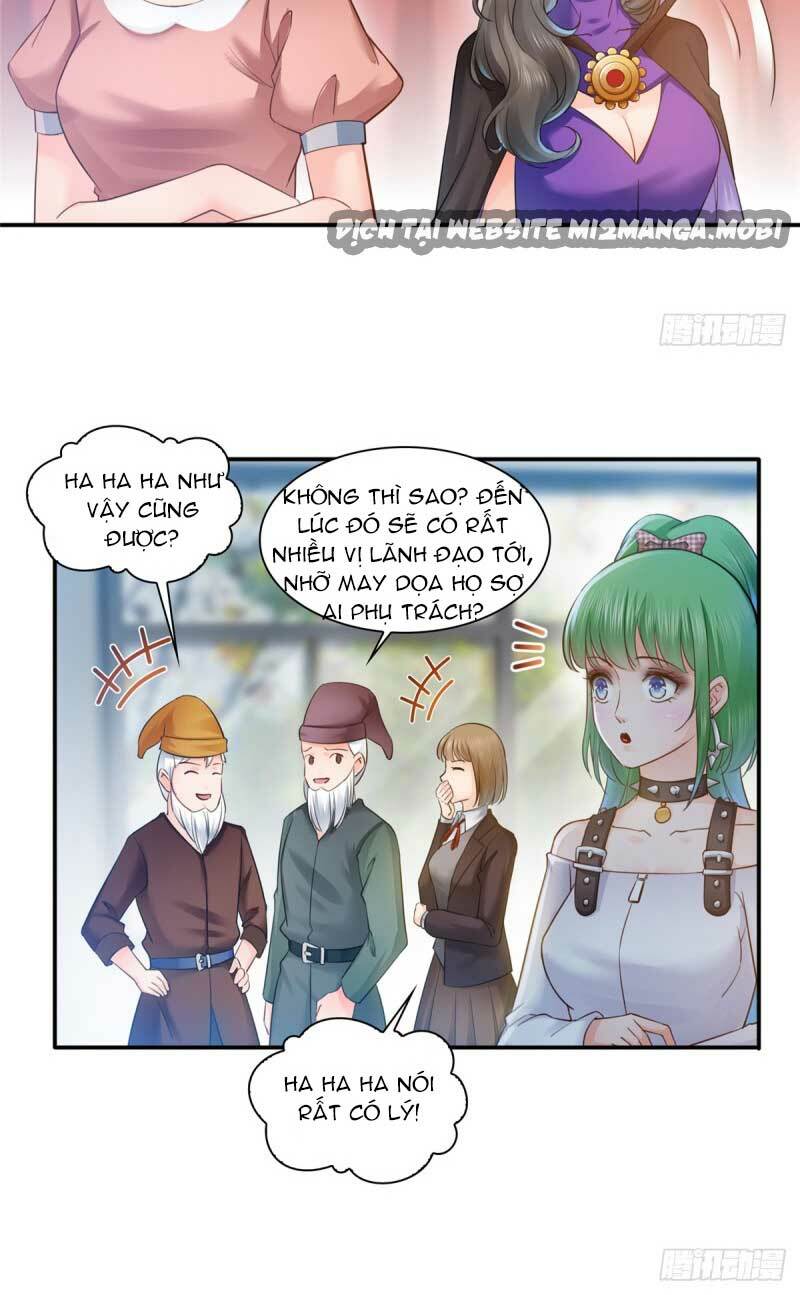 DỊCH TẠI WEBSITE MI2MANGA.MOBI
腾讯动漫
HA HA HA NHƯ
VẬY CŨNG
ĐƯỢC?
KHÔNG THÌ SAO? ĐẾN
LÚC ĐÓ SẼ CÓ RẤT
NHIỀU VỊ LÃNH ĐẠO TỚI,
NHỠ MAY DỌA HỌ SỢ
AI PHỤ TRÁCH?
HA HA HA NÓI
RẤT CÓ LÝ!
腾讯动漫